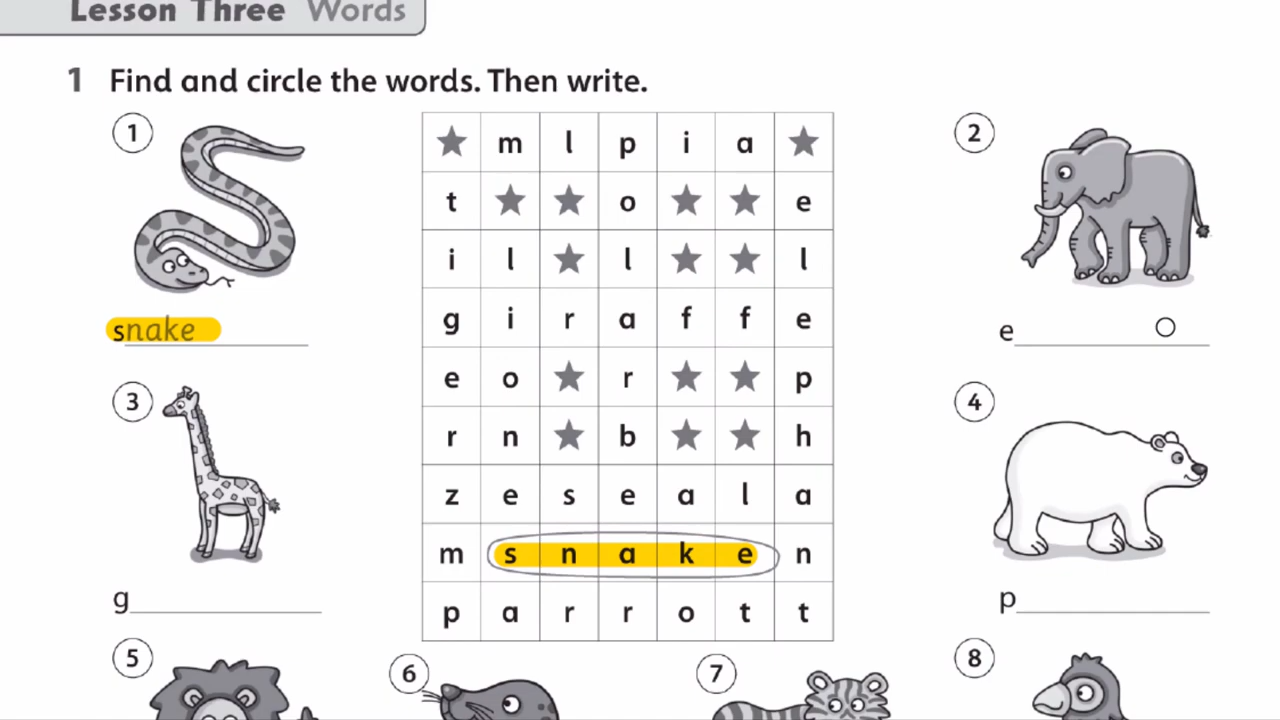 Lesson Three Words
1 Find and circle the words. Then write.
1
2
★ m l p i a ★
t ★ ★ o ★ ★ e
i l ★ l ★ ★ l
g i r a f f e
e o ★ r ★ ★ p
r n ★ b ★ ★ h
z e s e a l a
m s n a k e n
p a r r o t t
snake
e
3
4
g
p
5
6
7
8